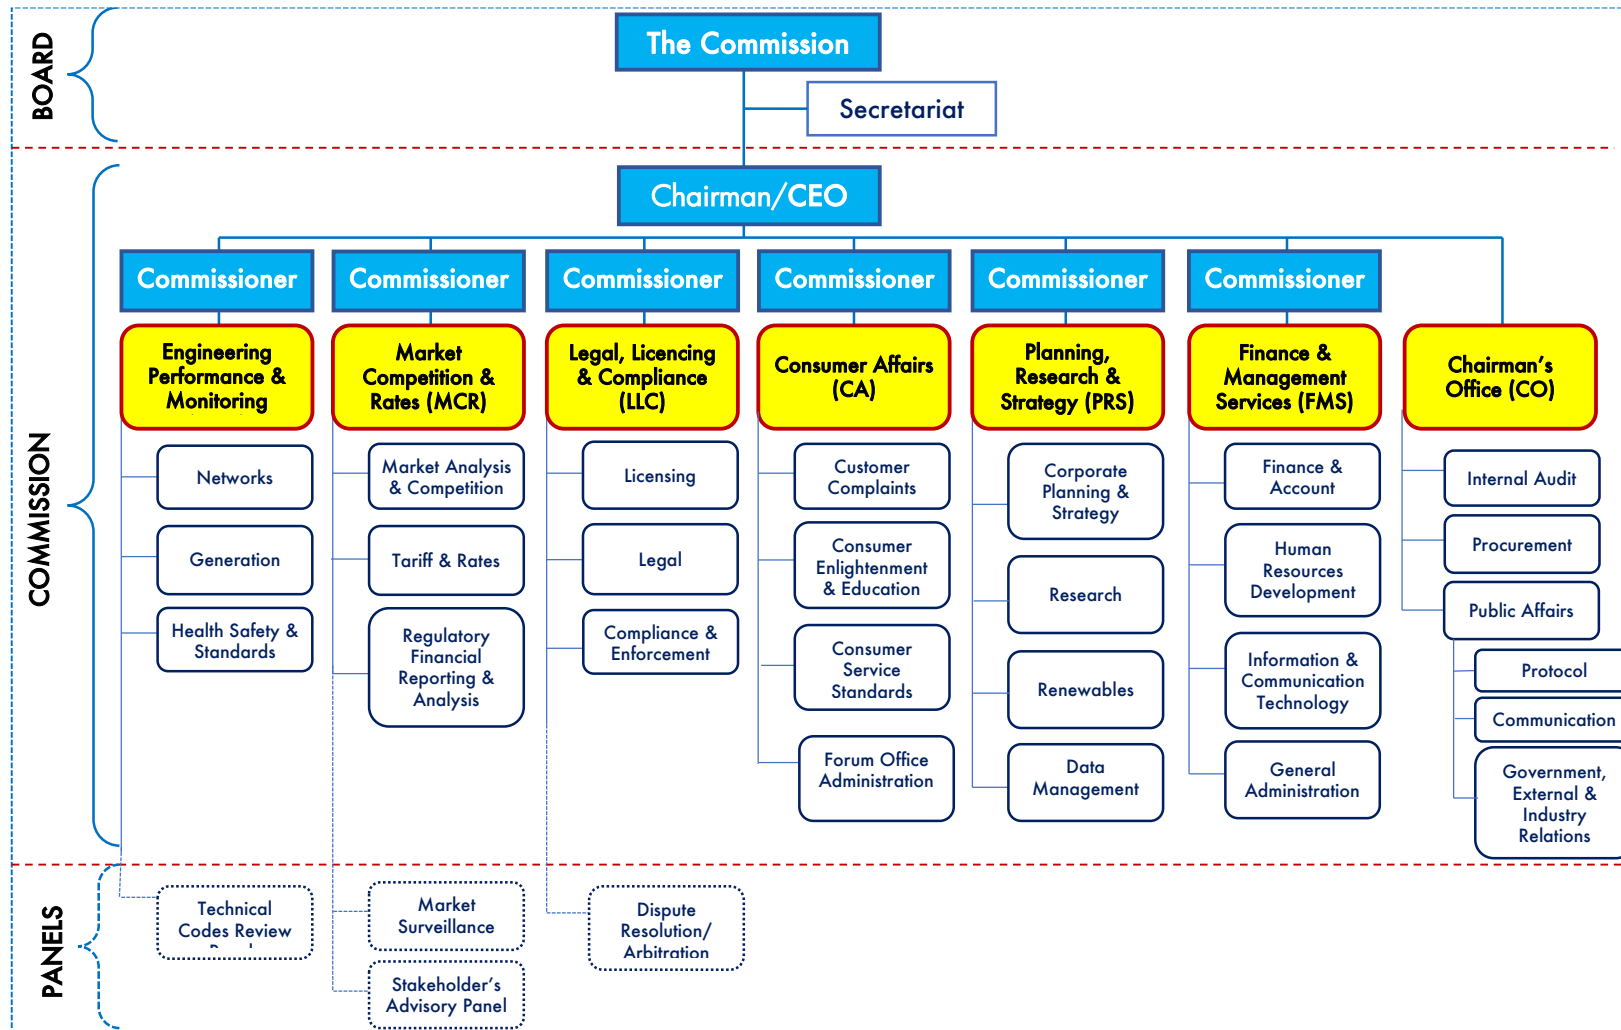 BOARD
The Commission
Secretariat
COMMISSION
Chairman/CEO
Commissioner
Commissioner
Commissioner
Commissioner
Commissioner
Commissioner
Engineering
Performance &
Monitoring
Market
Competition &
Rates (MCR)
Legal, Licencing
& Compliance
(LLC)
Consumer Affairs
(CA)
Planning,
Research &
Strategy (PRS)
Finance &
Management
Services (FMS)
Chairman's
Office (CO)
Networks
Generation
Health Safety &
Standards
Market Analysis
& Competition
Tariff & Rates
Regulatory
Financial
Reporting &
Analysis
Licensing
Legal
Compliance &
Enforcement
Customer
Complaints
Consumer
Enlightenment
& Education
Consumer
Service
Standards
Forum Office
Administration
Corporate
Planning &
Strategy
Research
Renewables
Data
Management
Finance &
Account
Human
Resources
Development
Information &
Communication
Technology
General
Administration
Internal Audit
Procurement
Public Affairs
Protocol
Communication
Government,
External &
Industry
Relations
PANELS
Technical
Codes Review
Market
Surveillance
Stakeholder's
Advisory Panel
Dispute
Resolution/
Arbitration